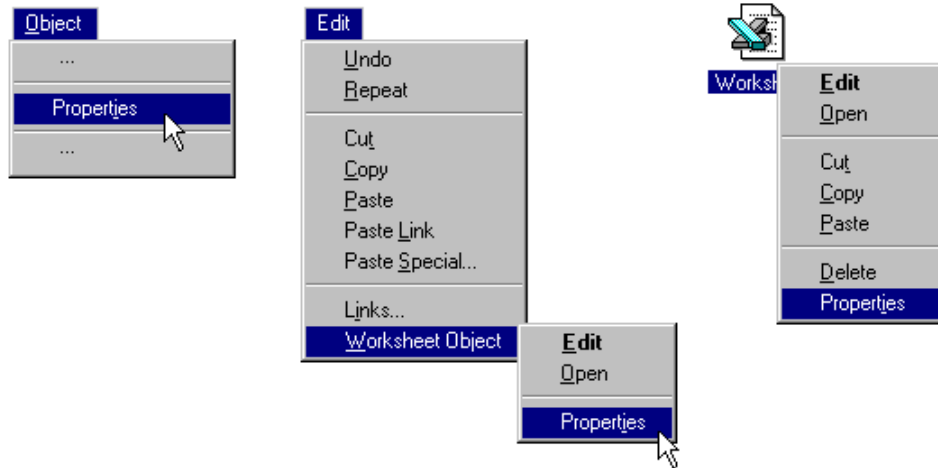 Object
...
Properties
...
Edit
Undo
Repeat
Cut
Copy
Paste
Paste Link
Paste Special...
Links...
Worksheet Object
Edit
Open
Properties
Worksh
Edit
Open
Cut
Copy
Paste
Delete
Properties